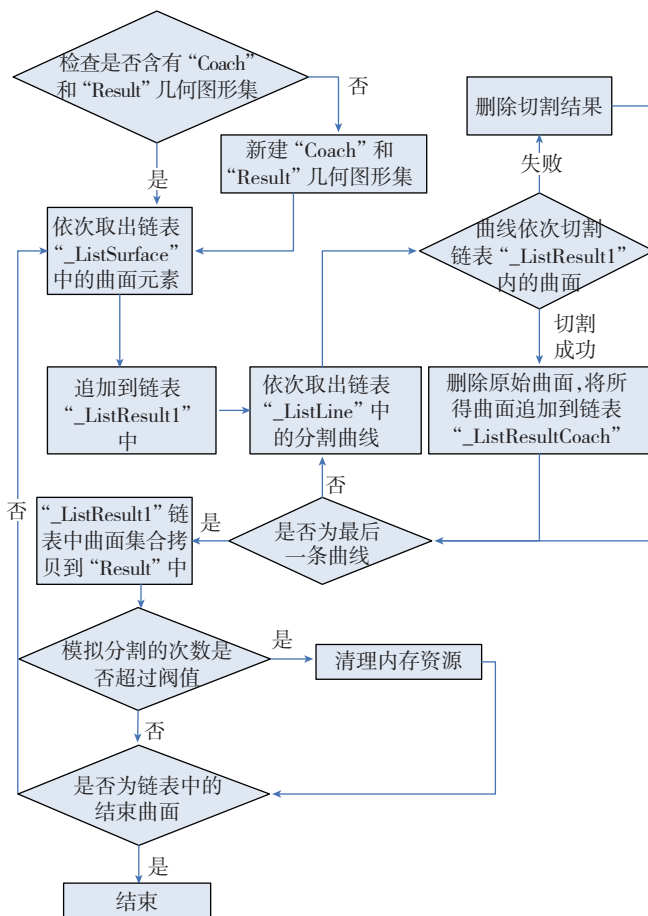 检查是否含有“Coach”
和“Result”几何图形集
否
是
新建“Coach”和
“Result”几何图形集
删除切割结果
失败
依次取出链表
“_ListSurface”
中的曲面元素
曲线依次切割
链表“_ListResult1”
内的曲面
切割
成功
追加到链表
“_ListResult1”
中
依次取出链表
“_ListLine”中
的分割曲线
删除原始曲面,将所
得曲面追加到链表
“_ListResultCoach”
否
否
“_ListResult1”链
表中曲面集合拷
贝到“Result”中
是
是否为最后
一条曲线
模拟分割的次数是
否超过阀值
是
清理内存资源
否
是否为链表中的
结束曲面
是
结束